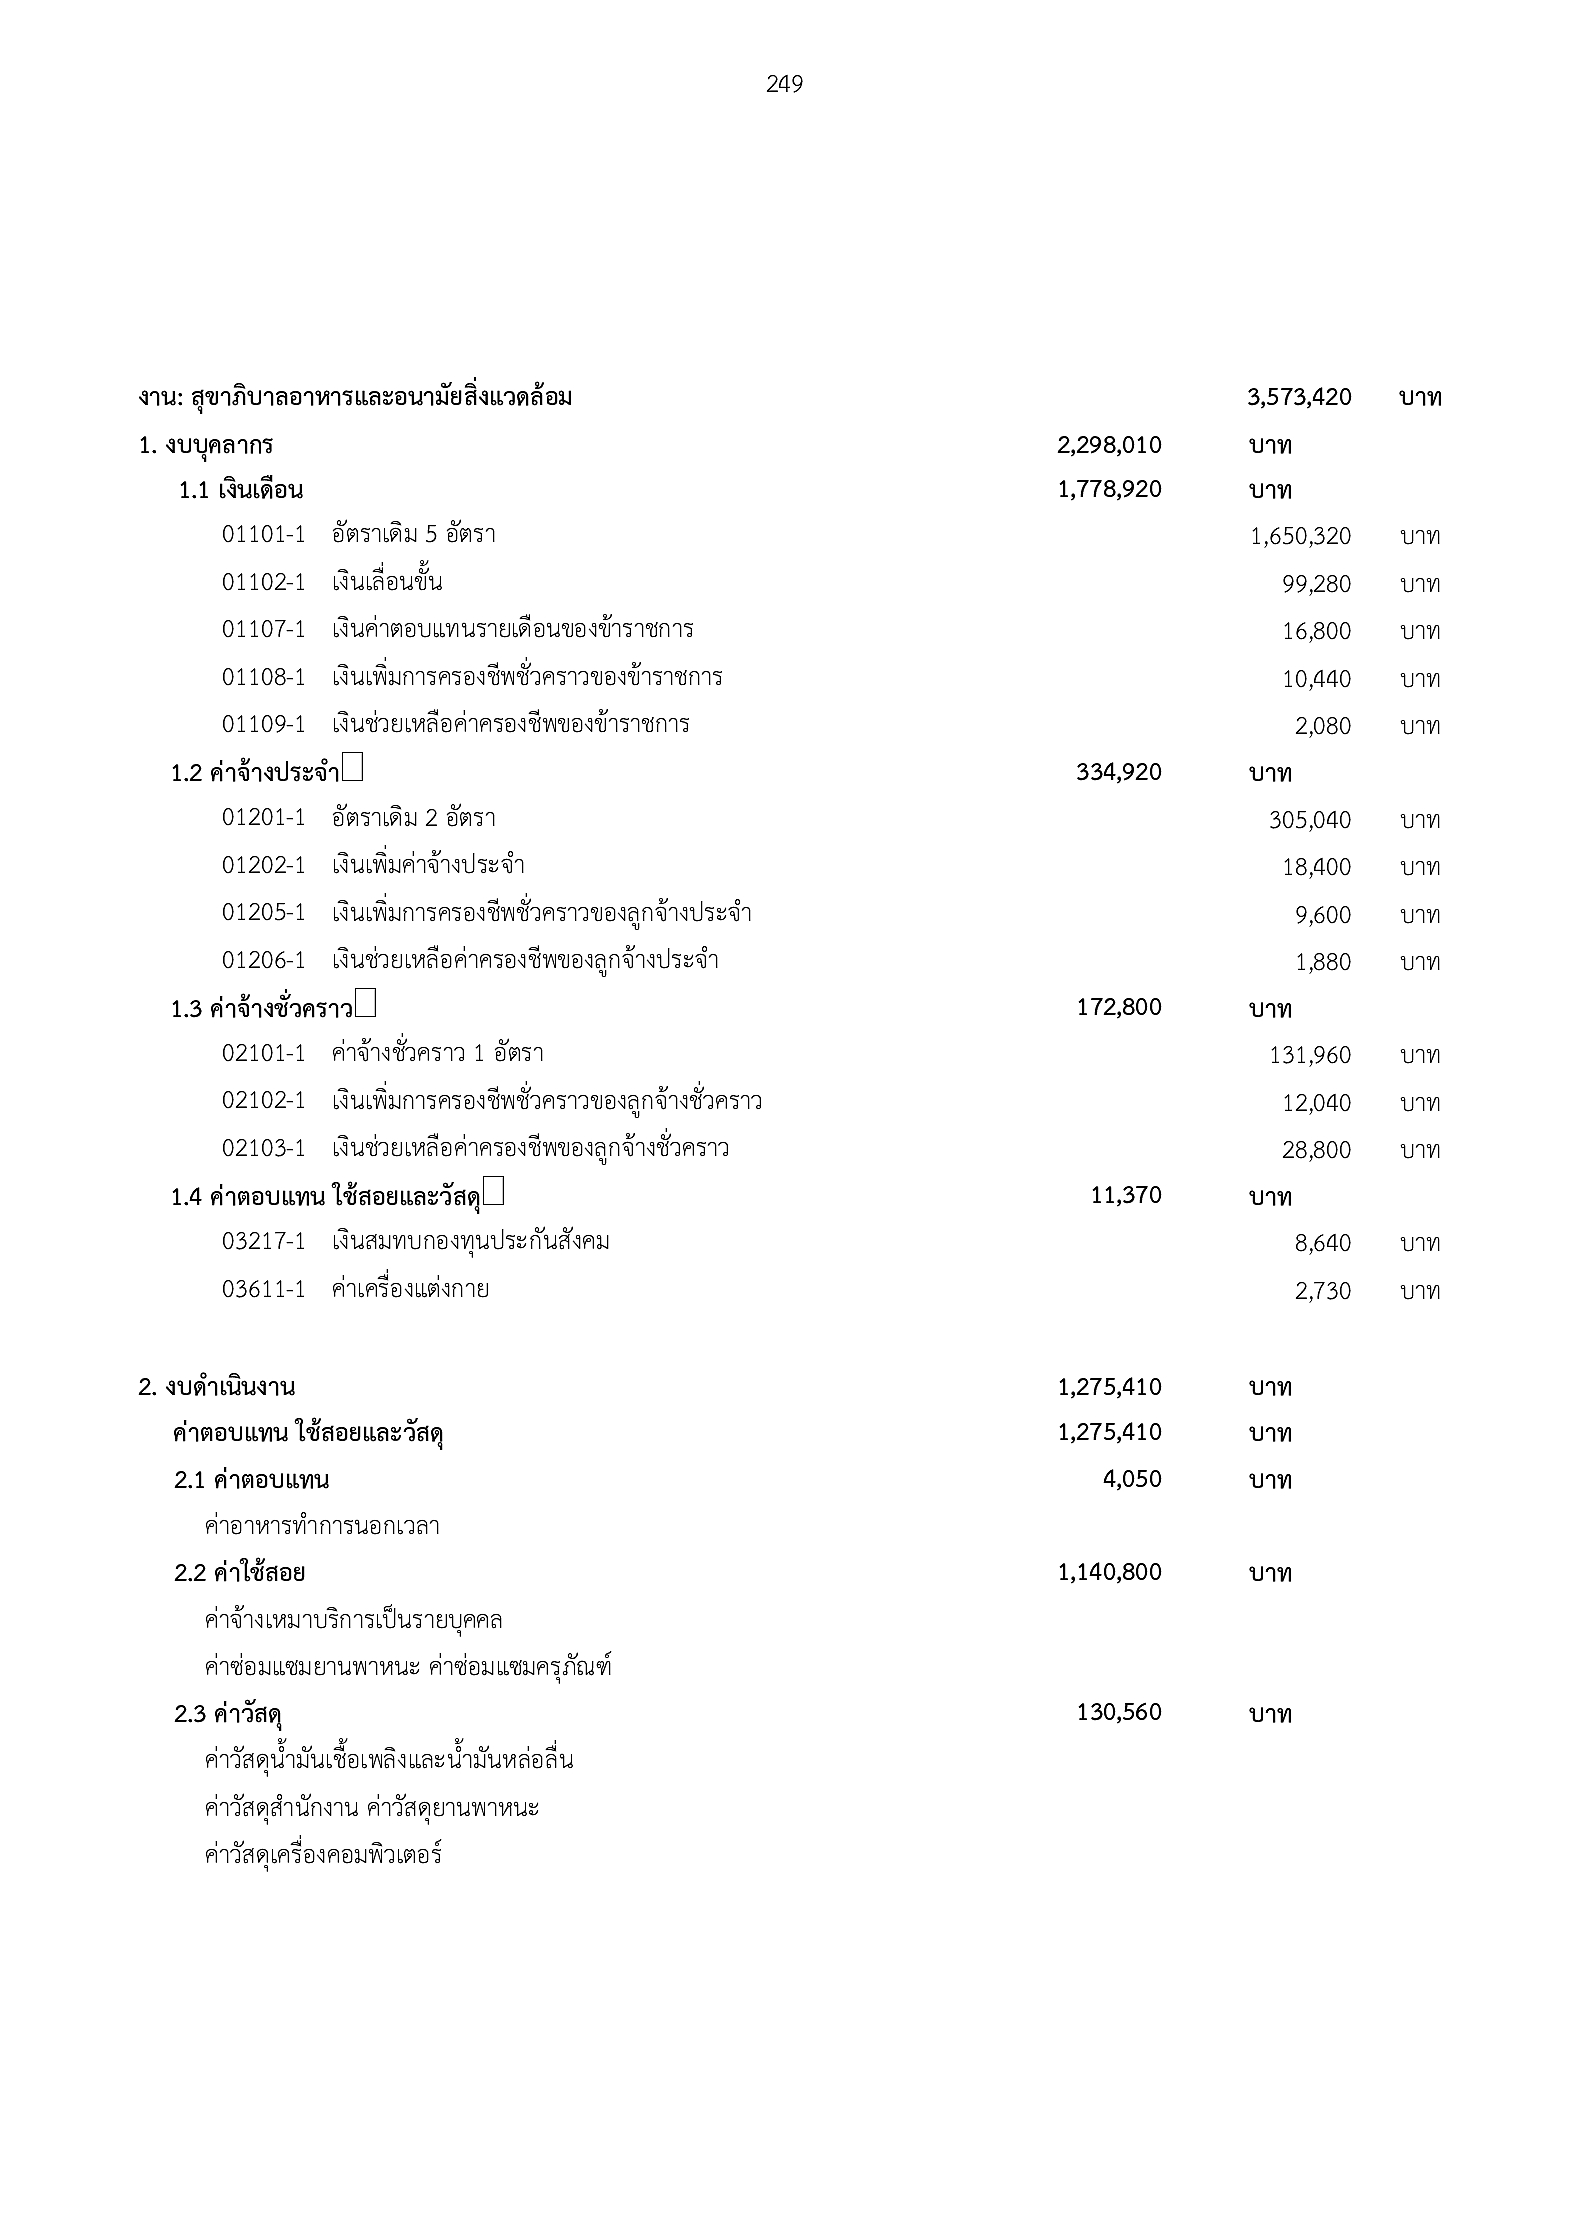 249
งาน: สุขาภิบาลอาหารและอนามัยสิ่งแวดล้อม 3,573,420 บาท
1. งบบุคลากร 2,298,010 บาท
1.1 เงินเดือน 1,778,920 บาท
01101-1 อัตราเดิม 5 อัตรา 1,650,320 บาท
01102-1 เงินเลื่อนขั้น 99,280 บาท
01107-1 เงินค่าตอบแทนรายเดือนของข้าราชการ 16,800 บาท
01108-1 เงินเพิ่มการครองชีพชั่วคราวของข้าราชการ 10,440 บาท
01109-1 เงินช่วยเหลือค่าครองชีพของข้าราชการ 2,080 บาท
1.2 ค่าจ้างประจำ 334,920 บาท
01201-1 อัตราเดิม 2 อัตรา 305,040 บาท
01202-1 เงินเพิ่มค่าจ้างประจำ 18,400 บาท
01205-1 เงินเพิ่มการครองชีพชั่วคราวของลูกจ้างประจำ 9,600 บาท
01206-1 เงินช่วยเหลือค่าครองชีพของลูกจ้างประจำ 1,880 บาท
1.3 ค่าจ้างชั่วคราว 172,800 บาท
02101-1 ค่าจ้างชั่วคราว 1 อัตรา 131,960 บาท
02102-1 เงินเพิ่มการครองชีพชั่วคราวของลูกจ้างชั่วคราว 12,040 บาท
02103-1 เงินช่วยเหลือค่าครองชีพของลูกจ้างชั่วคราว 28,800 บาท
1.4 ค่าตอบแทน ใช้สอยและวัสดุ 11,370 บาท
03217-1 เงินสมทบกองทุนประกันสังคม 8,640 บาท
03611-1 ค่าเครื่องแต่งกาย 2,730 บาท
2. งบดำเนินงาน 1,275,410 บาท
ค่าตอบแทน ใช้สอยและวัสดุ 1,275,410 บาท
2.1 ค่าตอบแทน 4,050 บาท
ค่าอาหารทำการนอกเวลา
2.2 ค่าใช้สอย 1,140,800 บาท
ค่าจ้างเหมาบริการเป็นรายบุคคล
ค่าซ่อมแซมยานพาหนะ ค่าซ่อมแซมครุภัณฑ์
2.3 ค่าวัสดุ 130,560 บาท
ค่าวัสดุน้ำมันเชื้อเพลิงและน้ำมันหล่อลื่น
ค่าวัสดุสำนักงาน ค่าวัสดุยานพาหนะ
ค่าวัสดุเครื่องคอมพิวเตอร์